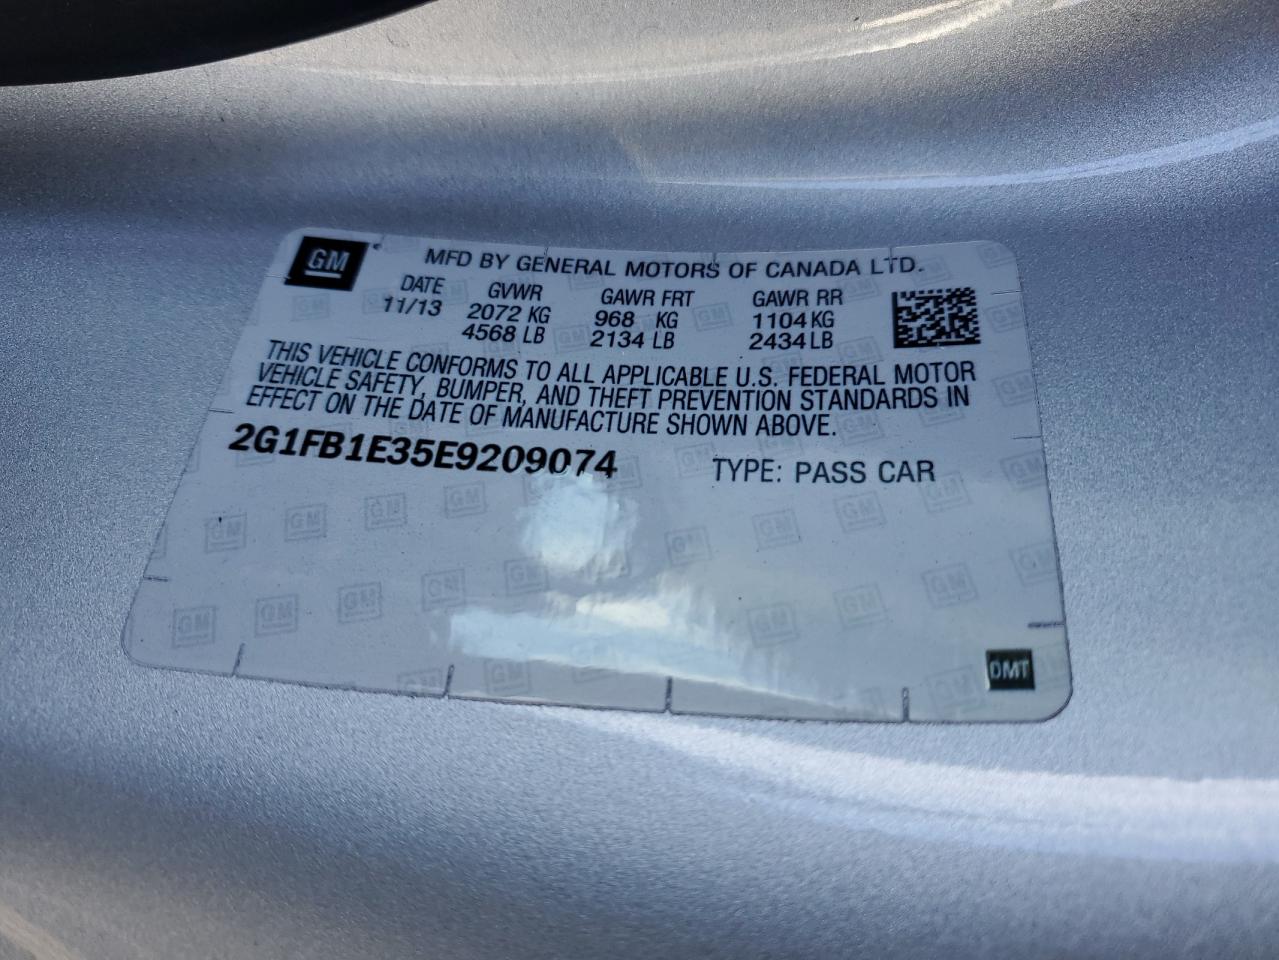 GM
MFD BY GENERAL MOTORS OF CANADA LTD.
DATE GVWR GAWR FRT GAWR RR
11/13 2072 KG 968 KG 1104 KG
4568 LB 2134 LB 2434 LB
THIS VEHICLE CONFORMS TO ALL APPLICABLE U.S. FEDERAL MOTOR
VEHICLE SAFETY, BUMPER, AND THEFT PREVENTION STANDARDS IN
EFFECT ON THE DATE OF MANUFACTURE SHOWN ABOVE.
2G1FB1E35E9209074 TYPE: PASS CAR
DMT